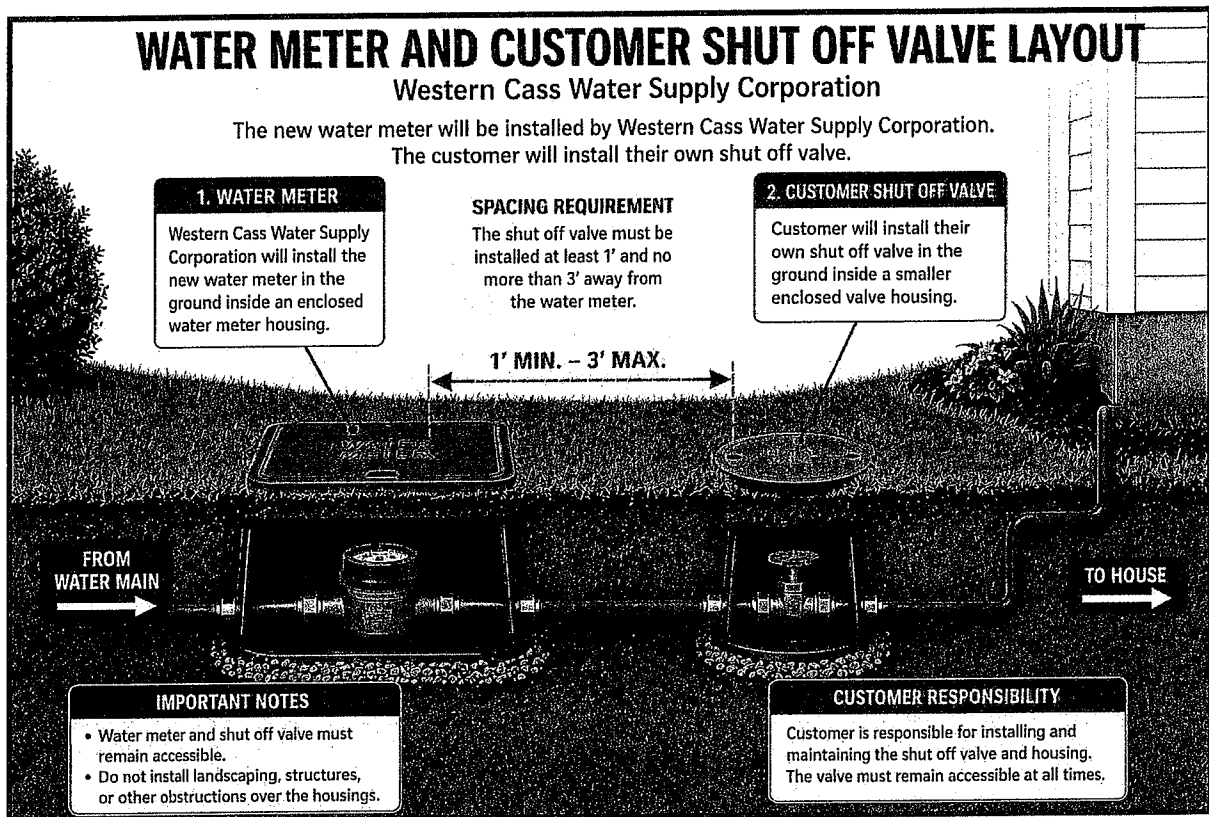 WATER METER AND CUSTOMER SHUT OFF VALVE LAYOUT
Western Cass Water Supply Corporation
The new water meter will be installed by Western Cass Water Supply Corporation.
The customer will install their own shut off valve.
1. WATER METER
Western Cass Water Supply
Corporation will install the
new water meter in the
ground inside an enclosed
water meter housing.
SPACING REQUIREMENT
The shut off valve must be
installed at least 1' and no
more than 3' away from
the water meter.
2. CUSTOMER SHUT OFF VALVE
Customer will install their
own shut off valve in the
ground inside a smaller
enclosed valve housing.
1' MIN. – 3' MAX.
FROM
WATER MAIN
TO HOUSE
IMPORTANT NOTES
• Water meter and shut off valve must
remain accessible.
• Do not install landscaping, structures,
or other obstructions over the housings.
CUSTOMER RESPONSIBILITY
Customer is responsible for installing and
maintaining the shut off valve and housing.
The valve must remain accessible at all times.